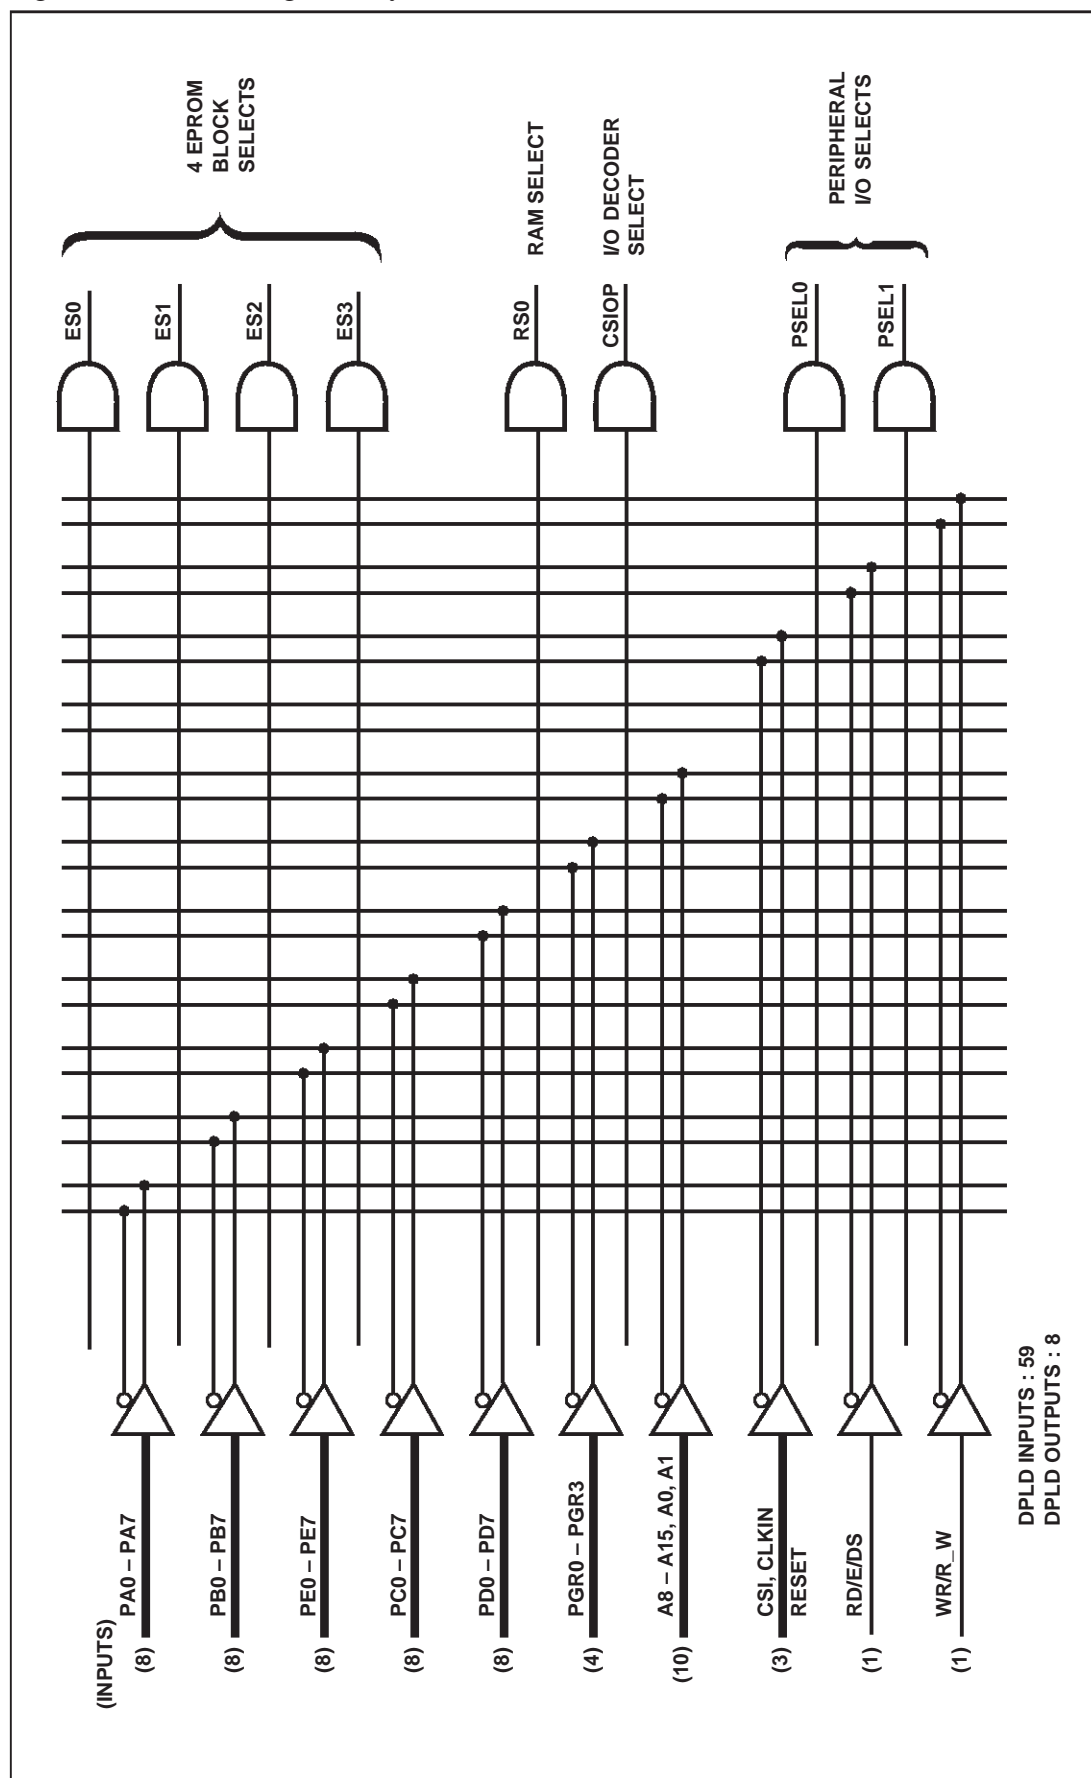 (INPUTS)
(8) PA0 – PA7
(8) PB0 – PB7
(8) PE0 – PE7
(8) PC0 – PC7
(8) PD0 – PD7
(4) PGR0 – PGR3
(10) A8 – A15, A0, A1
(3) CSI, CLKIN
RESET
(1) RD/E/DS
(1) WR/R_W
ES0
ES1
ES2
ES3
4 EPROM
BLOCK
SELECTS
RS0
RAM SELECT
CSIOP
I/O DECODER
SELECT
PSEL0
PSEL1
PERIPHERAL
I/O SELECTS
DPLD INPUTS : 59
DPLD OUTPUTS : 8